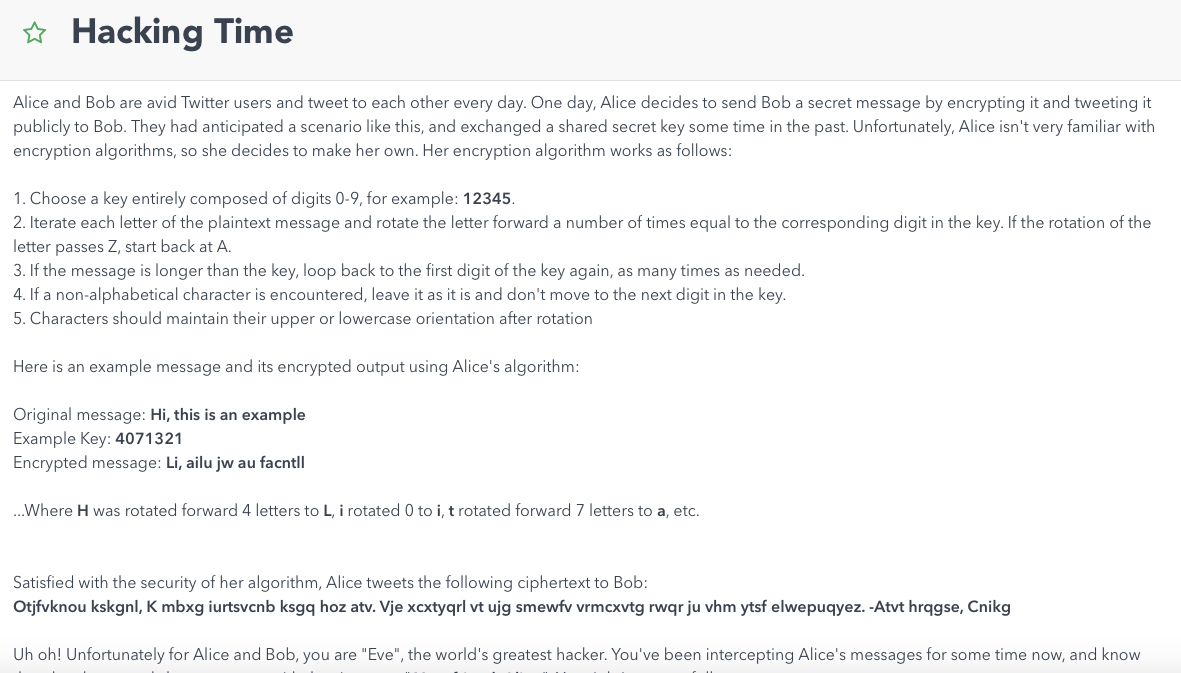 Hacking Time
Alice and Bob are avid Twitter users and tweet to each other every day. One day, Alice decides to send Bob a secret message by encrypting it and tweeting it
publicly to Bob. They had anticipated a scenario like this, and exchanged a shared secret key some time in the past. Unfortunately, Alice isn't very familiar with
encryption algorithms, so she decides to make her own. Her encryption algorithm works as follows:
1. Choose a key entirely composed of digits 0-9, for example: 12345.
2. Iterate each letter of the plaintext message and rotate the letter forward a number of times equal to the corresponding digit in the key. If the rotation of the
letter passes Z, start back at A.
3. If the message is longer than the key, loop back to the first digit of the key again, as many times as needed.
4. If a non-alphabetical character is encountered, leave it as it is and don't move to the next digit in the key.
5. Characters should maintain their upper or lowercase orientation after rotation
Here is an example message and its encrypted output using Alice's algorithm:
Original message: Hi, this is an example
Example Key: 4071321
Encrypted message: Li, ailu jw au facntll
...Where H was rotated forward 4 letters to L, i rotated 0 to i, t rotated forward 7 letters to a, etc.
Satisfied with the security of her algorithm, Alice tweets the following ciphertext to Bob:
Otjfvknou kskgnl, K mbxg iurtsvcnb ksgq hoz atv. Vje xcxtyqrl vt ujg smewfv vrmcxvtg rwqr ju vhm ytsf elwepuqyez. -Atvt hrqgse, Cnikg
Uh oh! Unfortunately for Alice and Bob, you are "Eve", the world's greatest hacker. You've been intercepting Alice's messages for some time now, and know